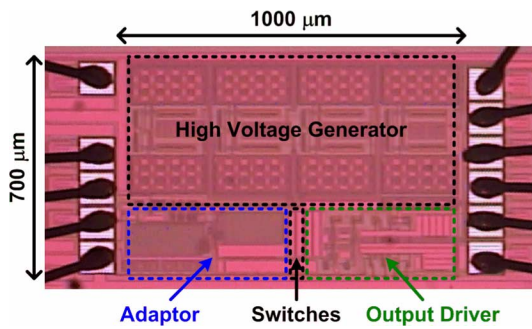 1000 μm
700 μm
High Voltage Generator
Adaptor
Switches
Output Driver